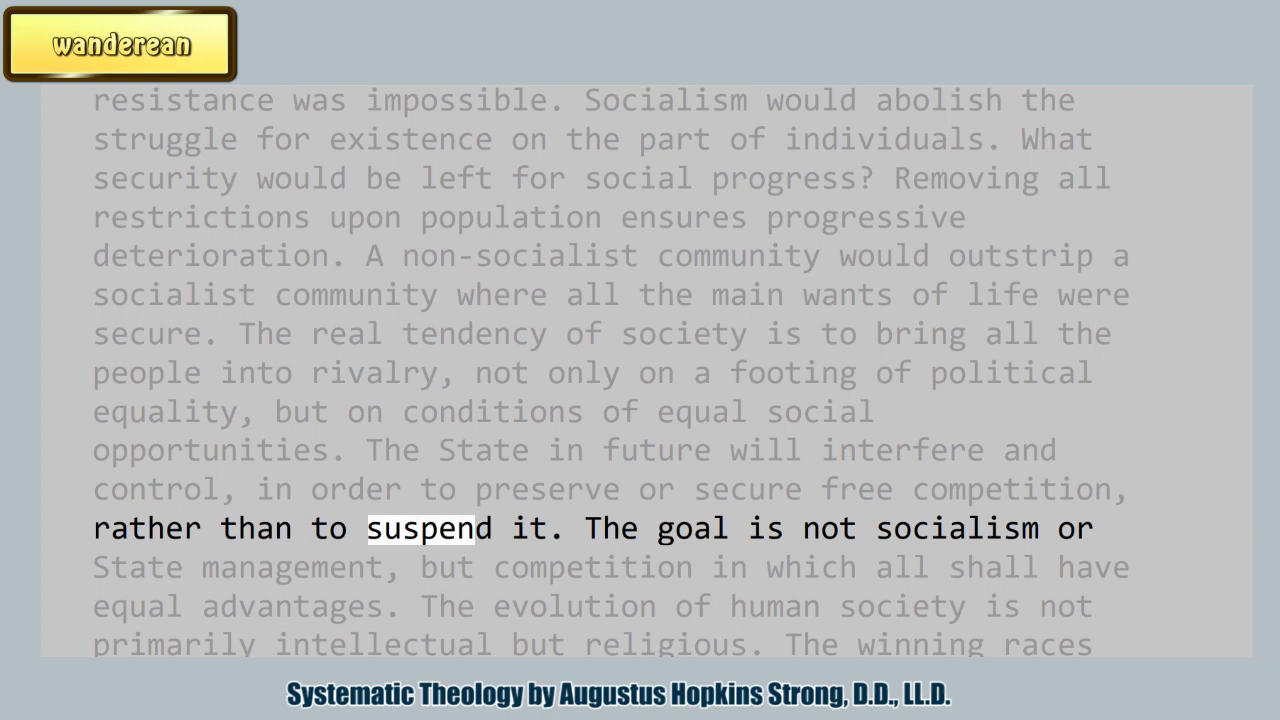 wanderean
resistance was impossible. Socialism would abolish the
struggle for existence on the part of individuals. What
security would be left for social progress? Removing all
restrictions upon population ensures progressive
deterioration. A non-socialist community would outstrip a
socialist community where all the main wants of life were
secure. The real tendency of society is to bring all the
people into rivalry, not only on a footing of political
equality, but on conditions of equal social
opportunities. The State in future will interfere and
control, in order to preserve or secure free competition,
rather than to suspend it. The goal is not socialism or
State management, but competition in which all shall have
equal advantages. The evolution of human society is not
primarily intellectual but religious. The winning races
Systematic Theology by Augustus Hopkins Strong, D.D., LL.D.